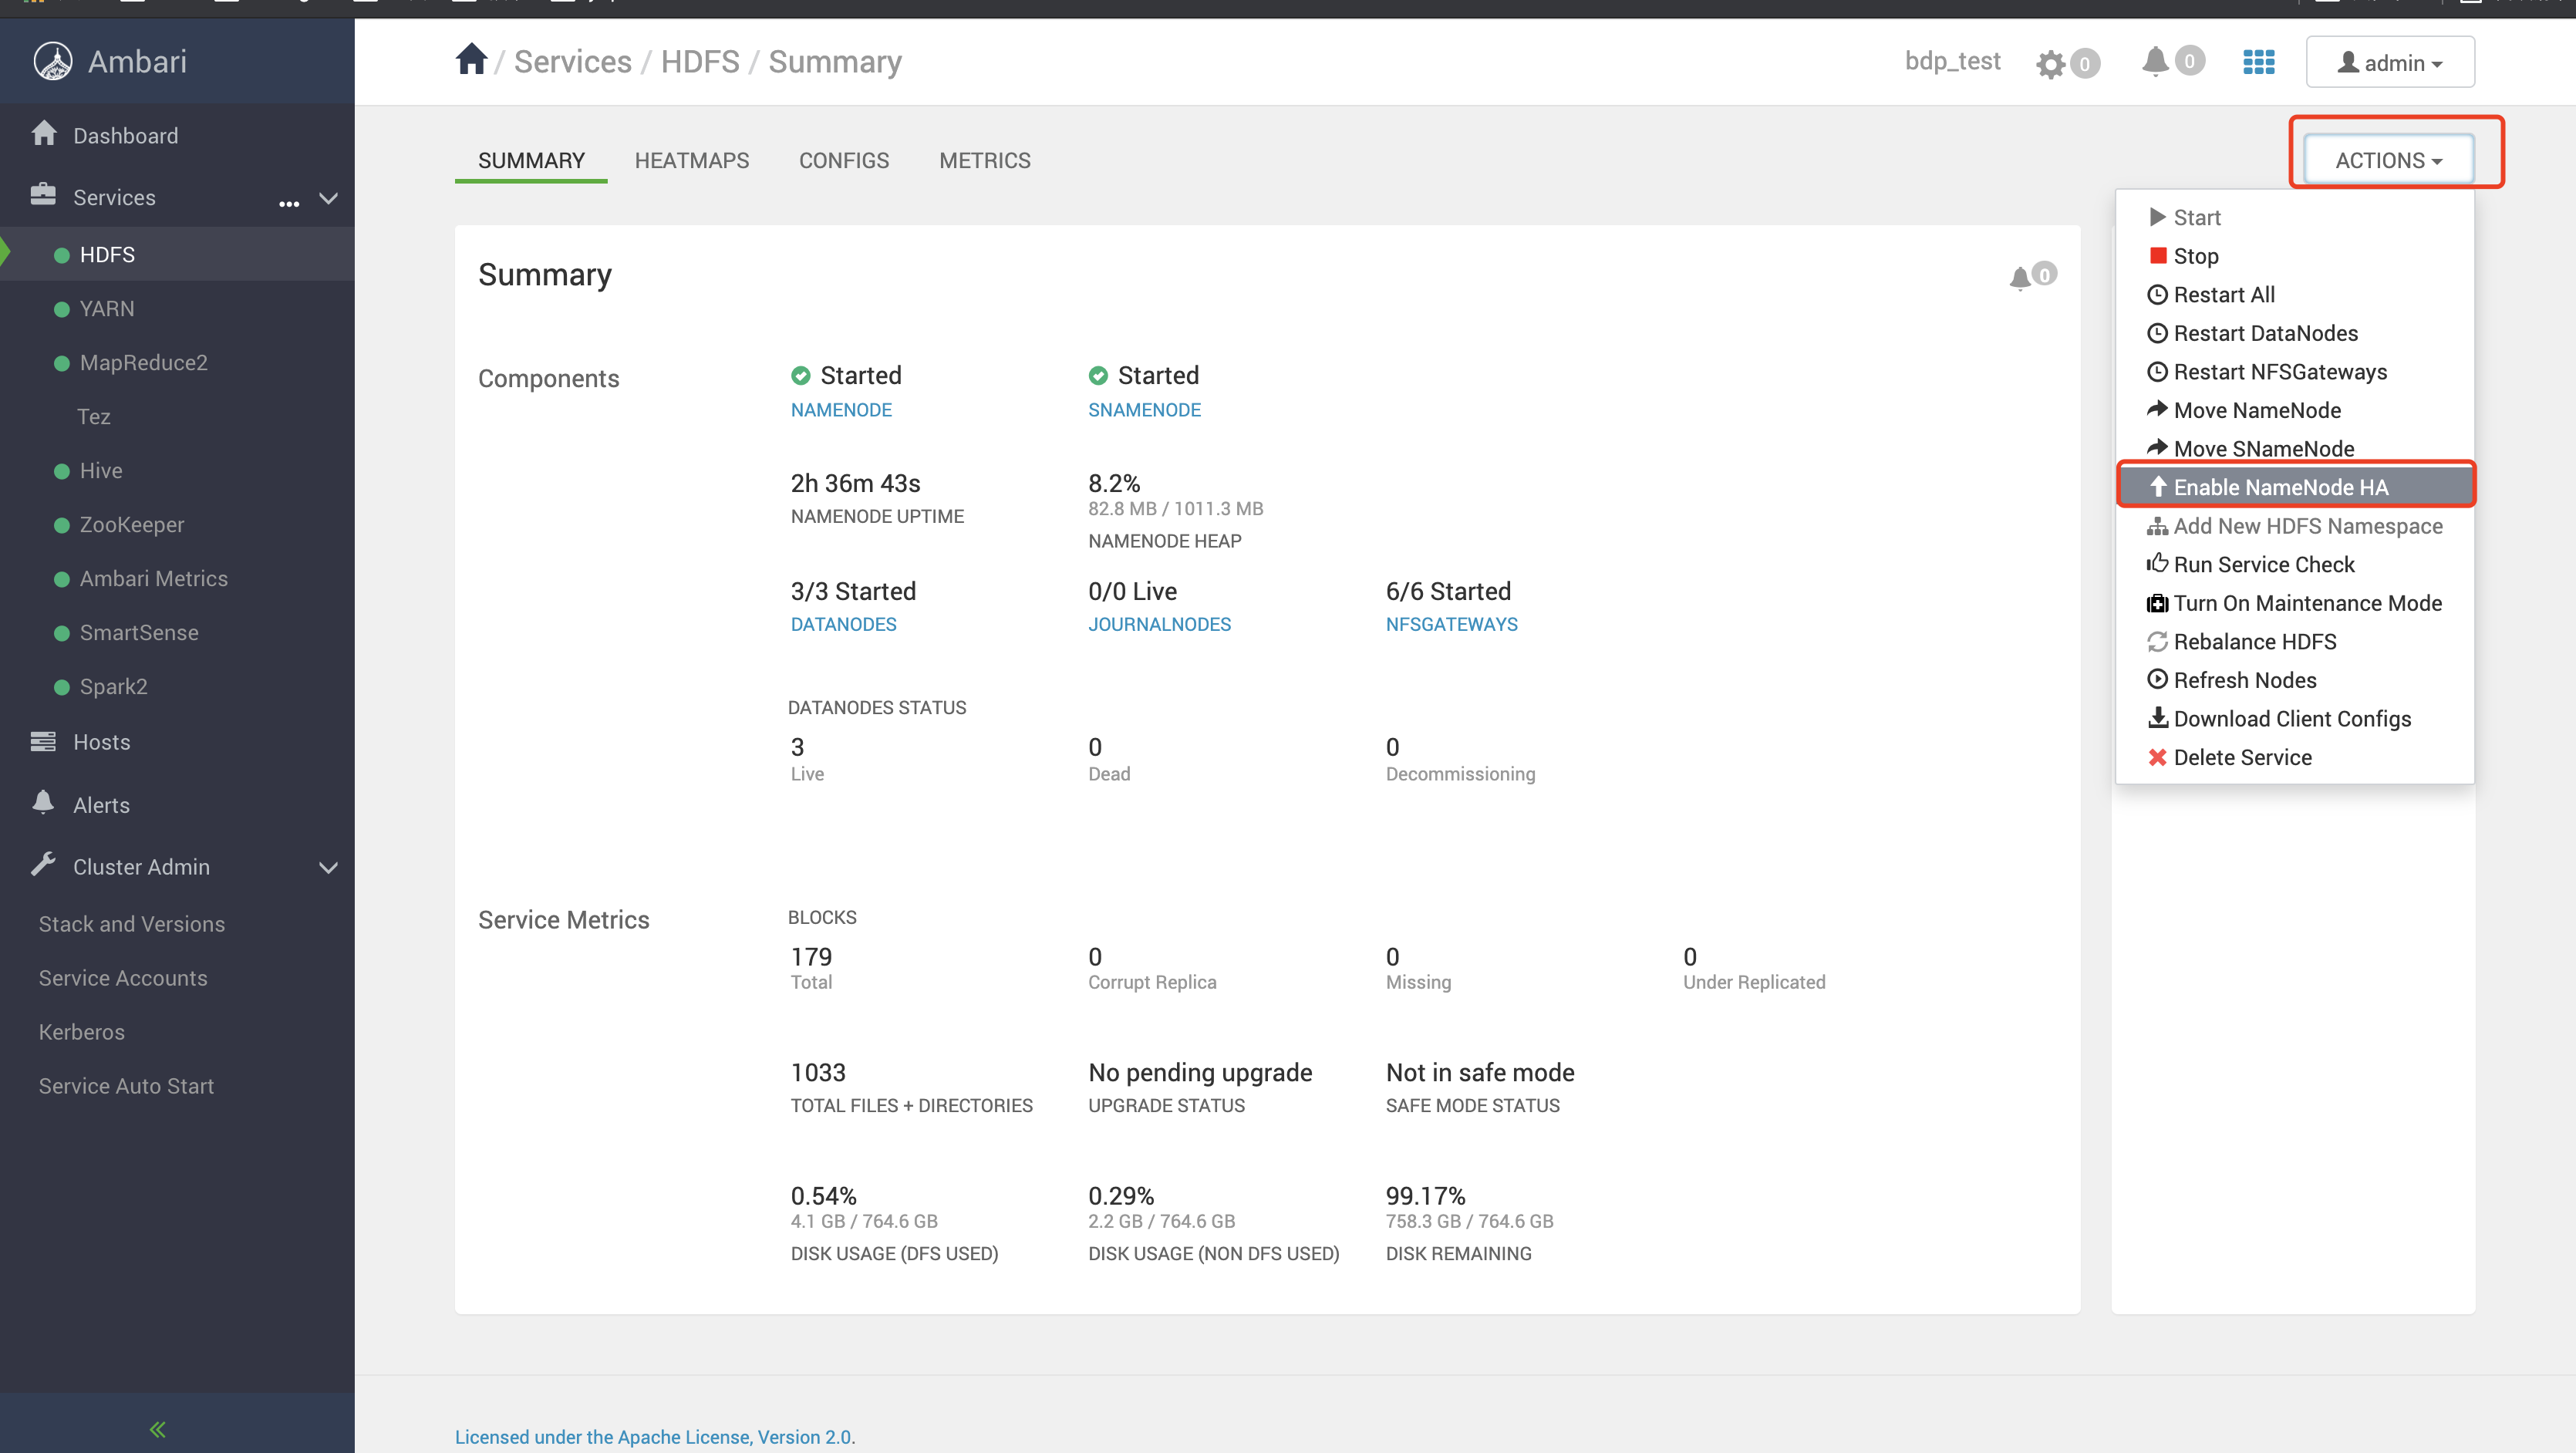 Ambari
/ Services / HDFS / Summary
bdp_test 0 0 admin
Dashboard
Services ...
HDFS
YARN
MapReduce2
Tez
Hive
ZooKeeper
Ambari Metrics
SmartSense
Spark2
Hosts
Alerts
Cluster Admin
Stack and Versions
Service Accounts
Kerberos
Service Auto Start
SUMMARY HEATMAPS CONFIGS METRICS
ACTIONS
Start
Stop
Restart All
Restart DataNodes
Restart NFSGateways
Move NameNode
Move SNameNode
Enable NameNode HA
Add New HDFS Namespace
Run Service Check
Turn On Maintenance Mode
Rebalance HDFS
Refresh Nodes
Download Client Configs
Delete Service
Summary 0
Components
Started Started
NAMENODE SNAMENODE
2h 36m 43s 8.2%
NAMENODE UPTIME 82.8 MB / 1011.3 MB
NAMENODE HEAP
3/3 Started 0/0 Live 6/6 Started
DATANODES JOURNALNODES NFSGATEWAYS
DATANODES STATUS
3 0 0
Live Dead Decommissioning
Service Metrics
BLOCKS
179 0 0 0
Total Corrupt Replica Missing Under Replicated
1033 No pending upgrade Not in safe mode
TOTAL FILES + DIRECTORIES UPGRADE STATUS SAFE MODE STATUS
0.54% 0.29% 99.17%
4.1 GB / 764.6 GB 2.2 GB / 764.6 GB 758.3 GB / 764.6 GB
DISK USAGE (DFS USED) DISK USAGE (NON DFS USED) DISK REMAINING
Licensed under the Apache License, Version 2.0.